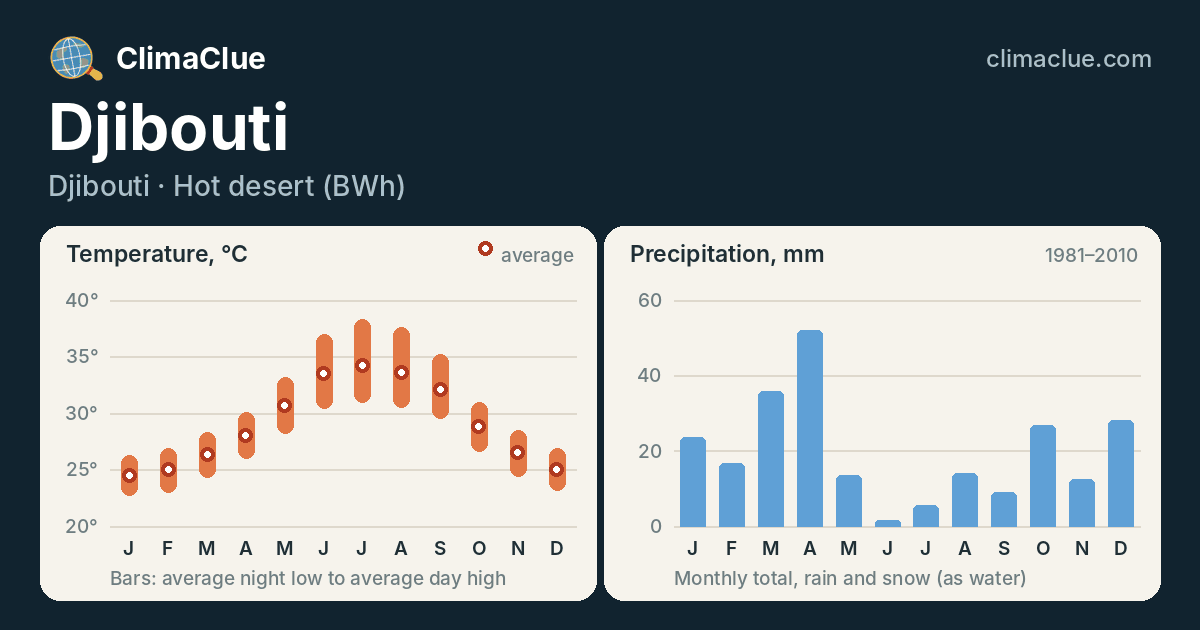 ClimaClue
climaclue.com
Djibouti
Djibouti · Hot desert (BWh)
Temperature, °C
average
40°
35°
30°
25°
20°
J F M A M J J A S O N D
Bars: average night low to average day high
Precipitation, mm
1981–2010
60
40
20
0
J F M A M J J A S O N D
Monthly total, rain and snow (as water)